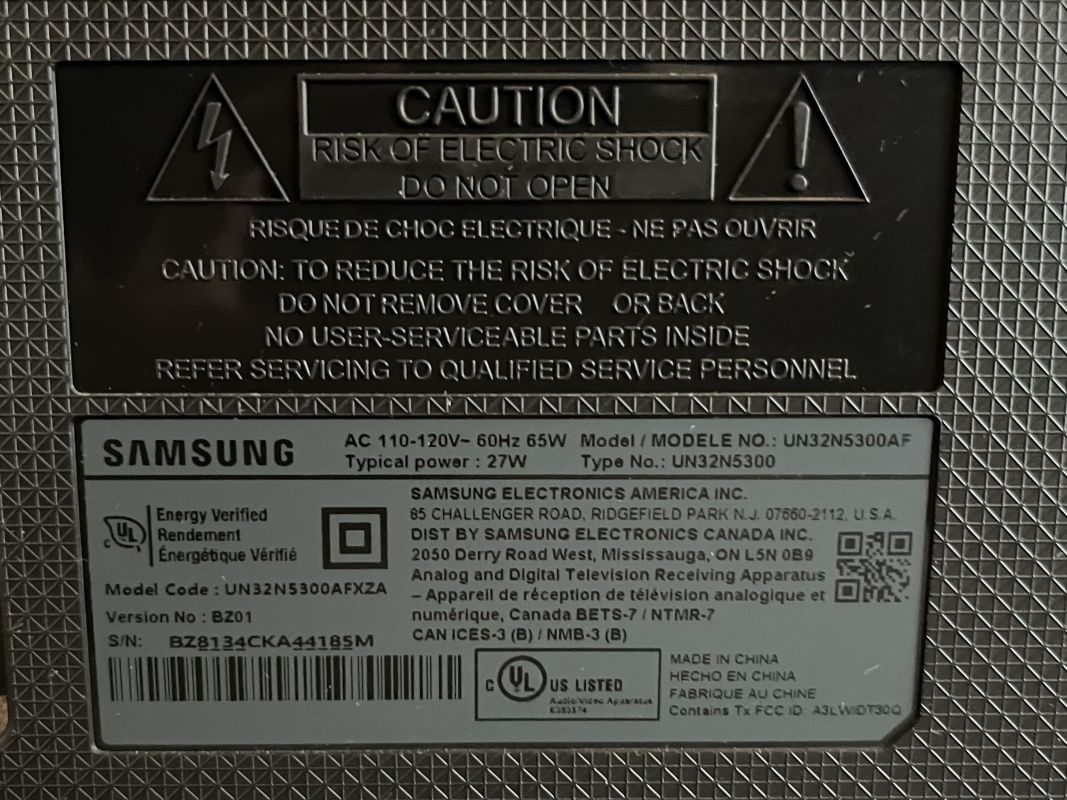 CAUTION
RISK OF ELECTRIC SHOCK
DO NOT OPEN
RISQUE DE CHOC ELECTRIQUE - NE PAS OUVRIR
CAUTION: TO REDUCE THE RISK OF ELECTRIC SHOCK
DO NOT REMOVE COVER OR BACK
NO USER-SERVICEABLE PARTS INSIDE
REFER SERVICING TO QUALIFIED SERVICE PERSONNEL
SAMSUNG
AC 110-120V~ 60Hz 65W Model / MODELE NO.: UN32N5300AF
Typical power : 27W Type No.: UN32N5300
C UL
Energy Verified
Rendement
Énergétique Vérifié
Model Code : UN32N5300AFXZA
Version No : BZ01
S/N: BZ8134CKA44185M
SAMSUNG ELECTRONICS AMERICA INC.
85 CHALLENGER ROAD, RIDGEFIELD PARK N.J. 07660-2112. U.S.A.
DIST BY SAMSUNG ELECTRONICS CANADA INC.
2050 Derry Road West, Mississauga, ON L5N 0B9
Analog and Digital Television Receiving Apparatus
– Appareil de réception de télévision analogique et
numérique, Canada BETS-7 / NTMR-7
CAN ICES-3 (B) / NMB-3 (B)
C UL US LISTED
Audio/Video Apparatus
MADE IN CHINA
HECHO EN CHINA
FABRIQUE AU CHINE
Contains Tx FCC ID: A3LWIDT30Q